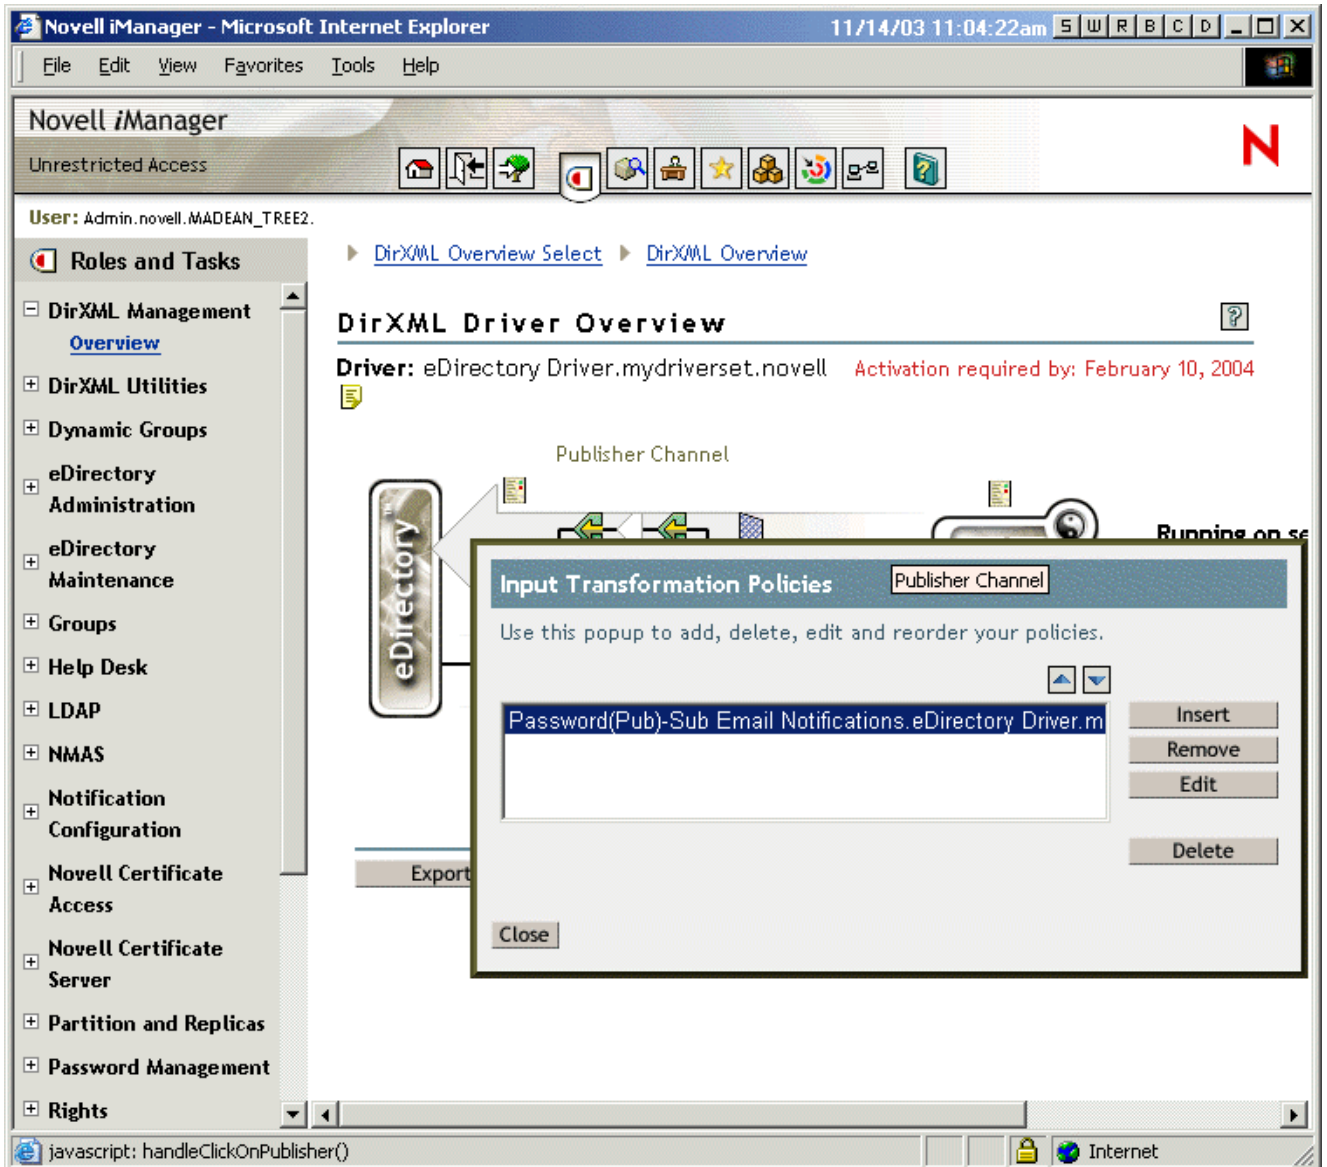 Novell iManager - Microsoft Internet Explorer 11/14/03 11:04:22am S W R B C D
File Edit View Favorites Tools Help
Novell iManager
Unrestricted Access
N
User: Admin.novell.MADEAN_TREE2.
Roles and Tasks
DirXML Overview Select DirXML Overview
DirXML Management
Overview
DirXML Utilities
Dynamic Groups
eDirectory
Administration
eDirectory
Maintenance
Groups
Help Desk
LDAP
NMAS
Notification
Configuration
Novell Certificate
Access
Novell Certificate
Server
Partition and Replicas
Password Management
Rights
DirXML Driver Overview
?
Driver: eDirectory Driver.mydriverset.novell Activation required by: February 10, 2004
Publisher Channel
eDirectory™
Running on se
Input Transformation Policies
Publisher Channel
Use this popup to add, delete, edit and reorder your policies.
Password(Pub)-Sub Email Notifications.eDirectory Driver.m
Insert
Remove
Edit
Delete
Export
Close
javascript: handleClickOnPublisher() Internet